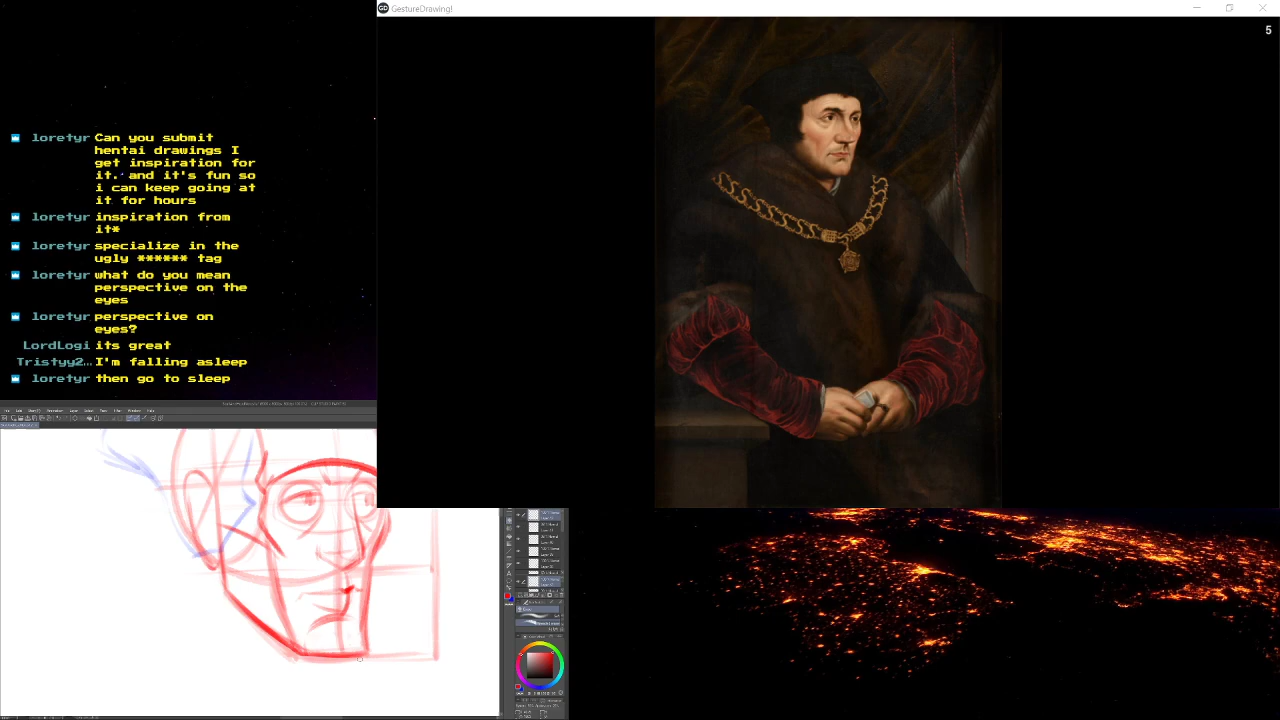 GD GestureDrawing!
5
loretyr Can you submit
hentai drawings I
get inspiration for
it. and it's fun so
i can keep going at
it for hours
loretyr inspiration from
it*
loretyr specialize in the
ugly ****** tag
loretyr what do you mean
perspective on the
eyes
loretyr perspective on
eyes?
LordLogi its great
Tristyy2... I'm falling asleep
loretyr then go to sleep